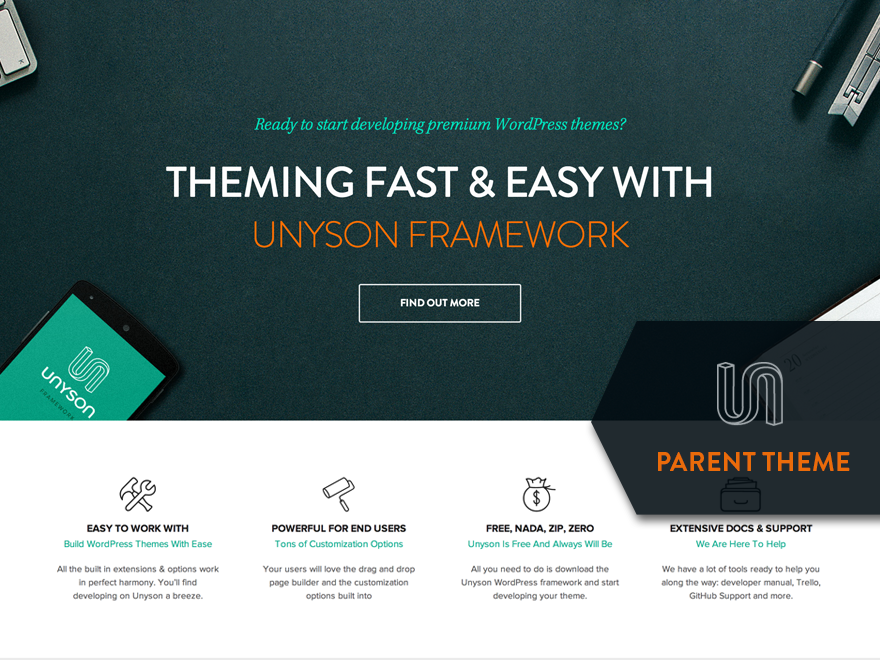 Ready to start developing premium WordPress themes?
THEMING FAST & EASY WITH
UNYSON FRAMEWORK
FIND OUT MORE
unyson
FRAMEWORK
20
PARENT THEME
EASY TO WORK WITH
Build WordPress Themes With Ease
All the built in extensions & options work
in perfect harmony. You'll find
developing on Unyson a breeze.
POWERFUL FOR END USERS
Tons of Customization Options
Your users will love the drag and drop
page builder and the customization
options built into
FREE, NADA, ZIP, ZERO
Unyson Is Free And Always Will Be
All you need to do is download the
Unyson WordPress framework and start
developing your theme.
EXTENSIVE DOCS & SUPPORT
We Are Here To Help
We have a lot of tools ready to help you
along the way: developer manual, Trello,
GitHub Support and more.